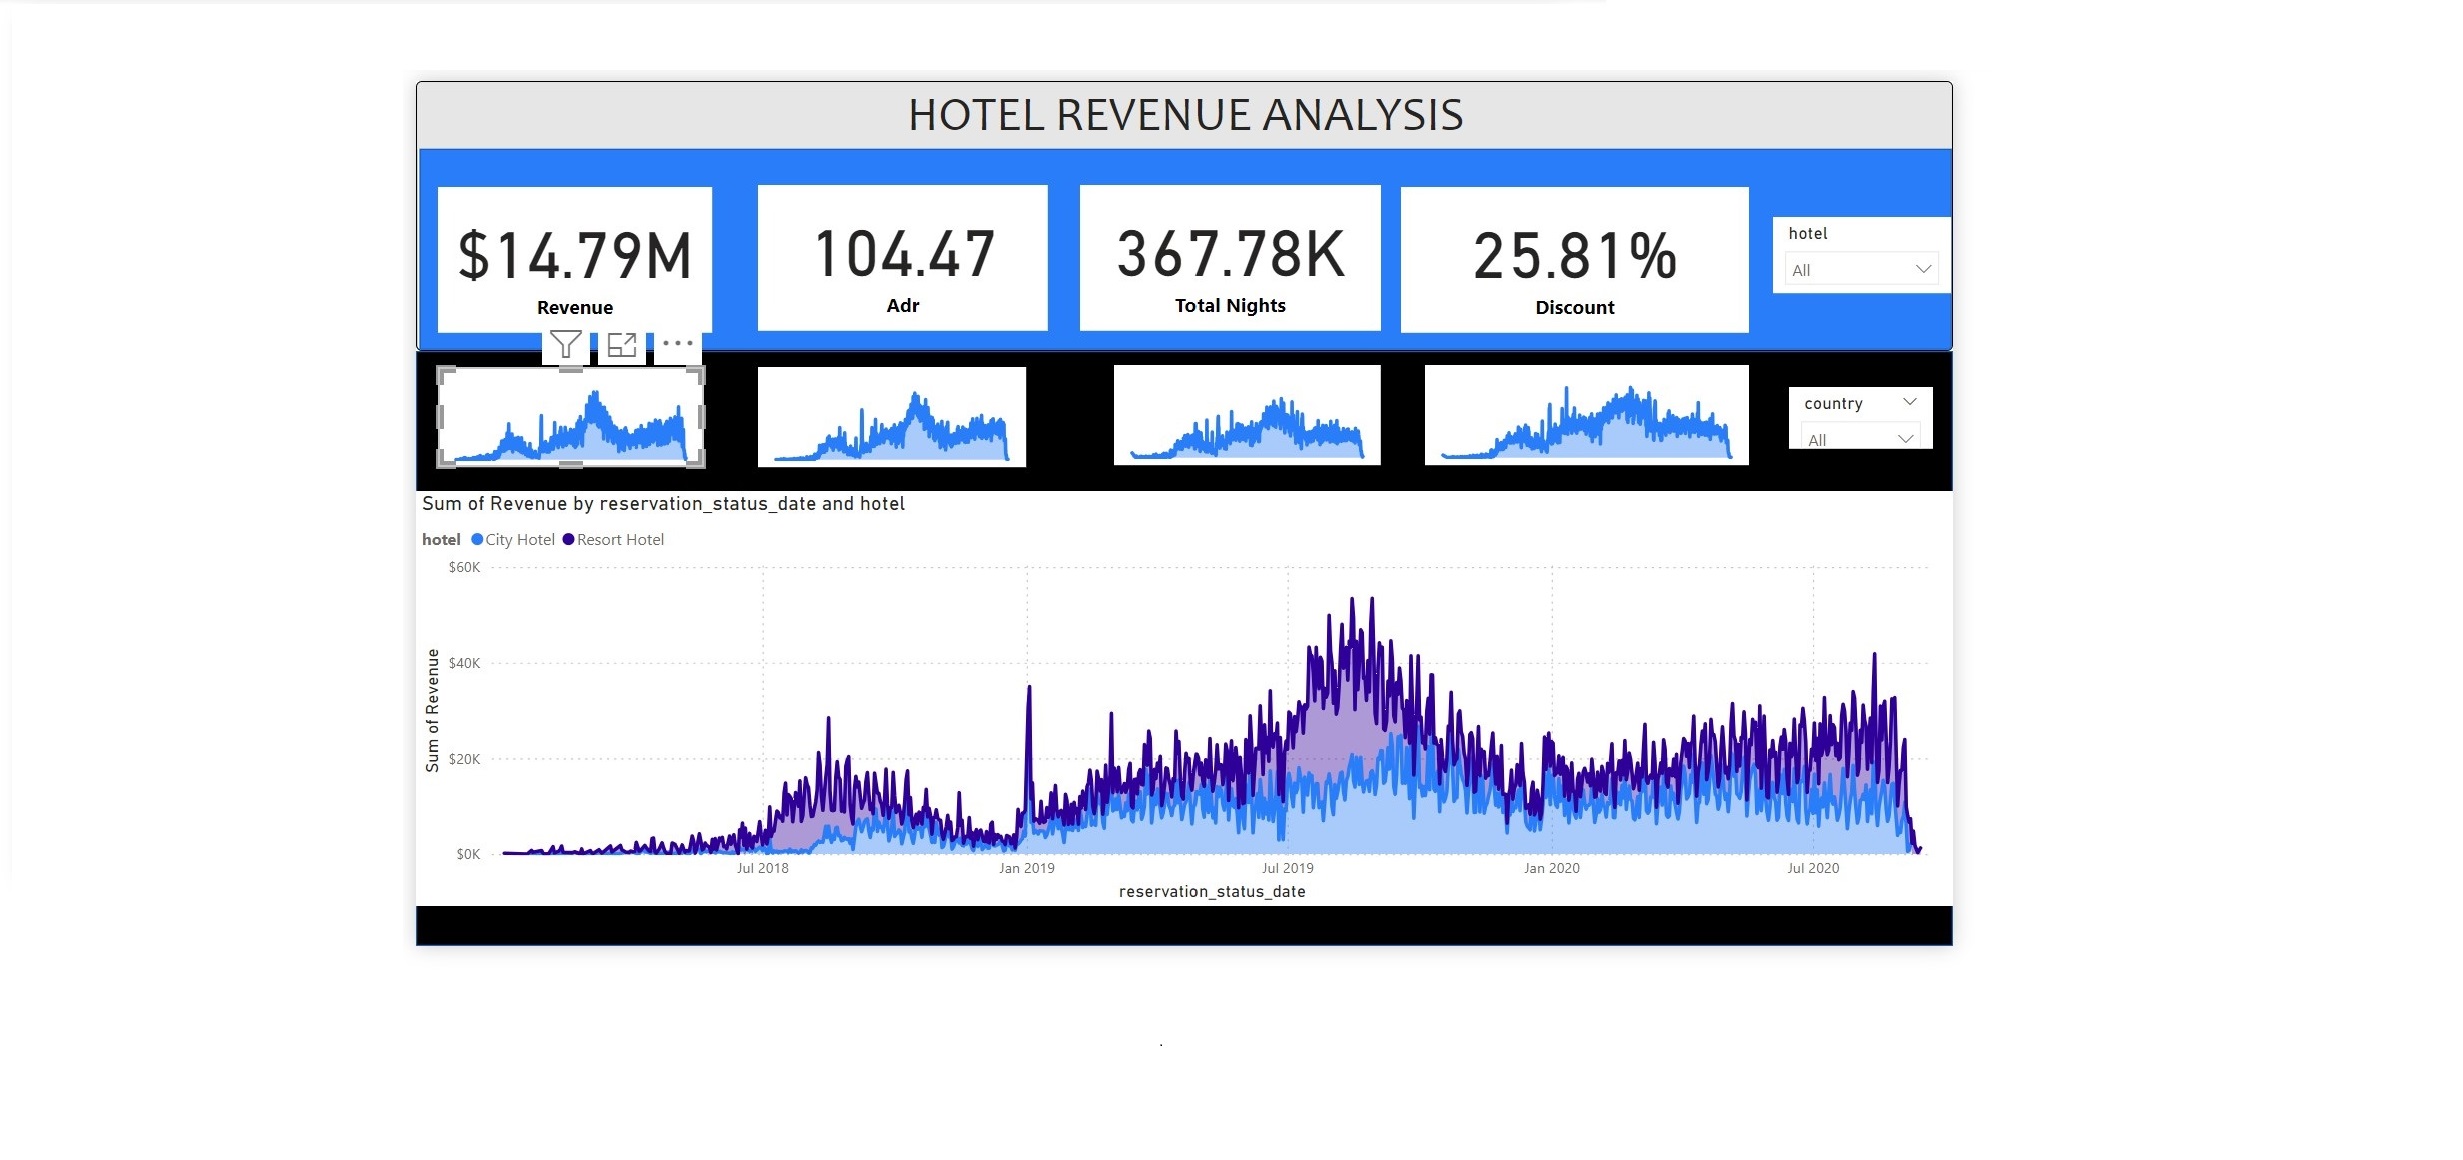 HOTEL REVENUE ANALYSIS
$14.79M
Revenue
104.47
Adr
367.78K
Total Nights
25.81%
Discount
hotel
All
country
All
Sum of Revenue by reservation_status_date and hotel
hotel City Hotel Resort Hotel
Sum of Revenue
$60K
$40K
$20K
$0K
Jul 2018 Jan 2019 Jul 2019 Jan 2020 Jul 2020
reservation_status_date